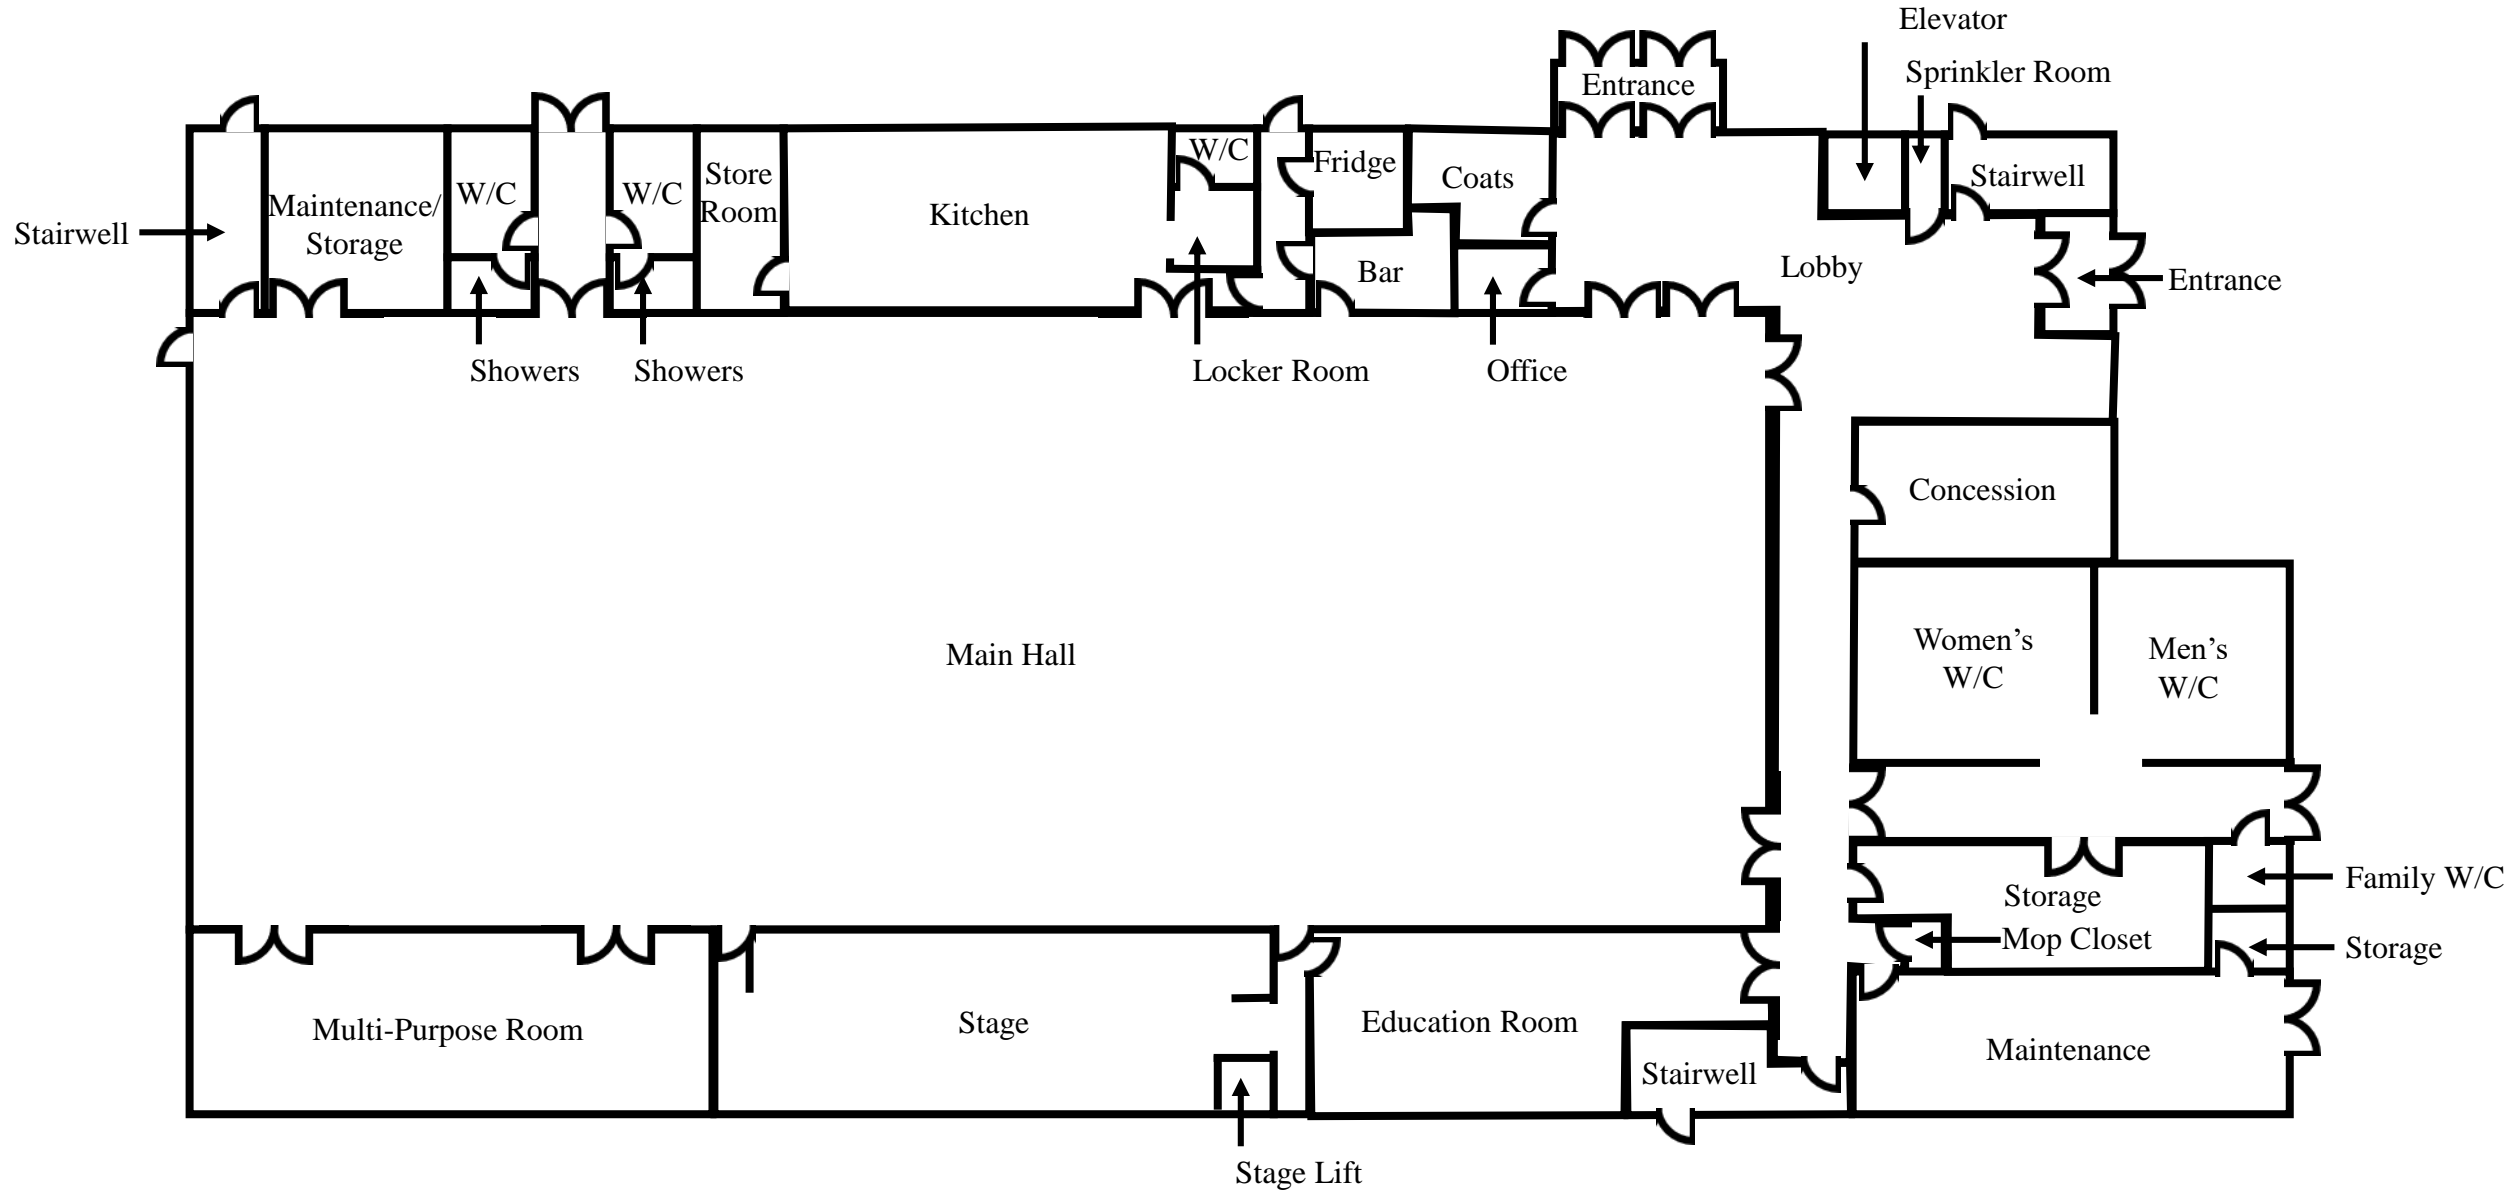 Elevator
Sprinkler Room
Entrance
W/C
Fridge
Coats
Stairwell
Store
Room
W/C
W/C
Maintenance/
Storage
Kitchen
Stairwell
Bar
Lobby
Entrance
Showers
Showers
Locker Room
Office
Concession
Women’s
W/C
Men’s
W/C
Main Hall
Family W/C
Storage
Mop Closet
Storage
Multi-Purpose Room
Stage
Education Room
Stairwell
Maintenance
Stage Lift